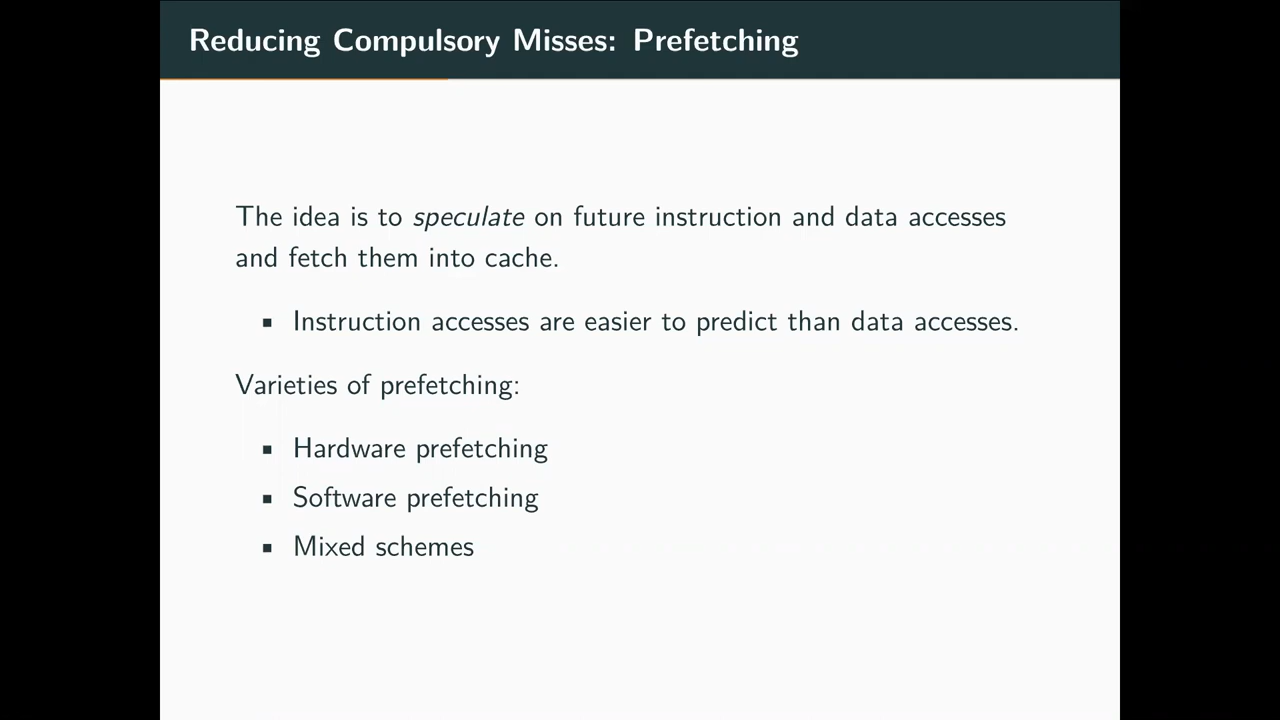 Reducing Compulsory Misses: Prefetching
The idea is to speculate on future instruction and data accesses
and fetch them into cache.
▪ Instruction accesses are easier to predict than data accesses.
Varieties of prefetching:
▪ Hardware prefetching
▪ Software prefetching
▪ Mixed schemes